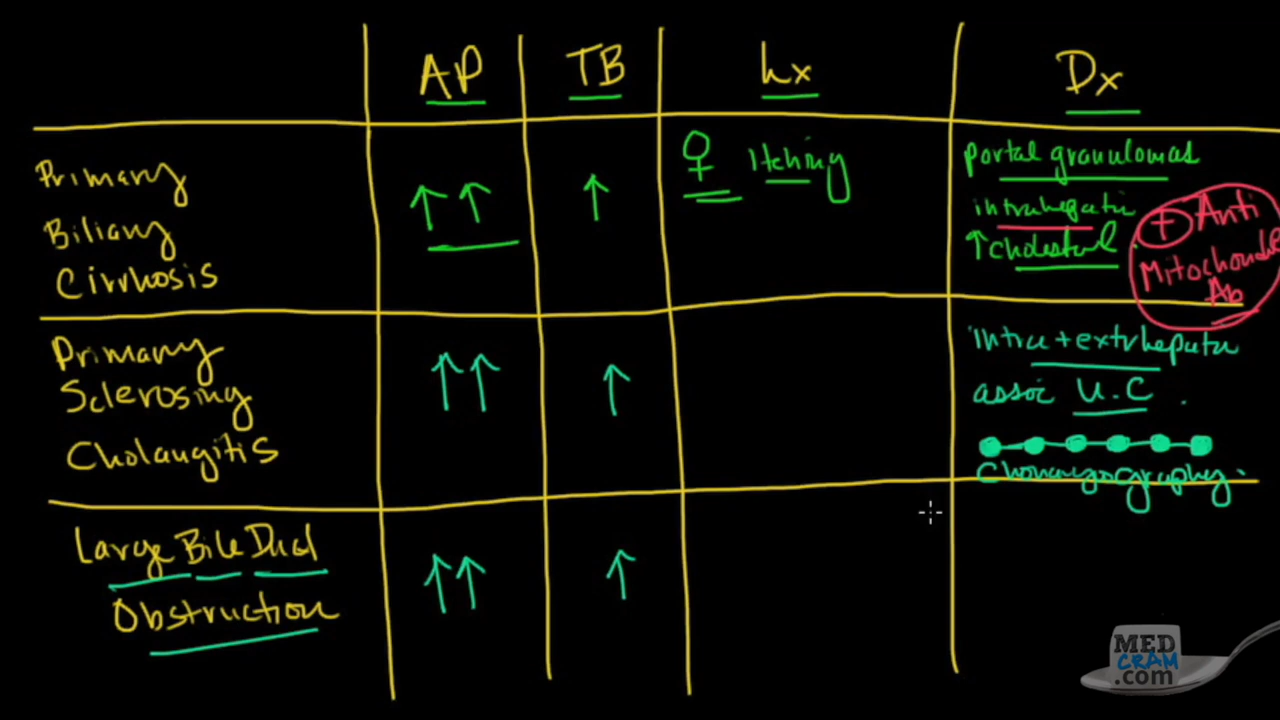 AP TB hx Dx
Primary
Biliary
Cirrhosis
↑↑ ↑ ♀ Itching
portal granulomas
intrahepatic
↑ cholesterol
+ Anti
Mitochondrial
Ab
Primary
Sclerosing
Cholangitis
↑↑ ↑
intra + extrahepatic
assoc U.C.
Large Bile Duct
Obstruction
↑↑ ↑
MED
CRAM
.com